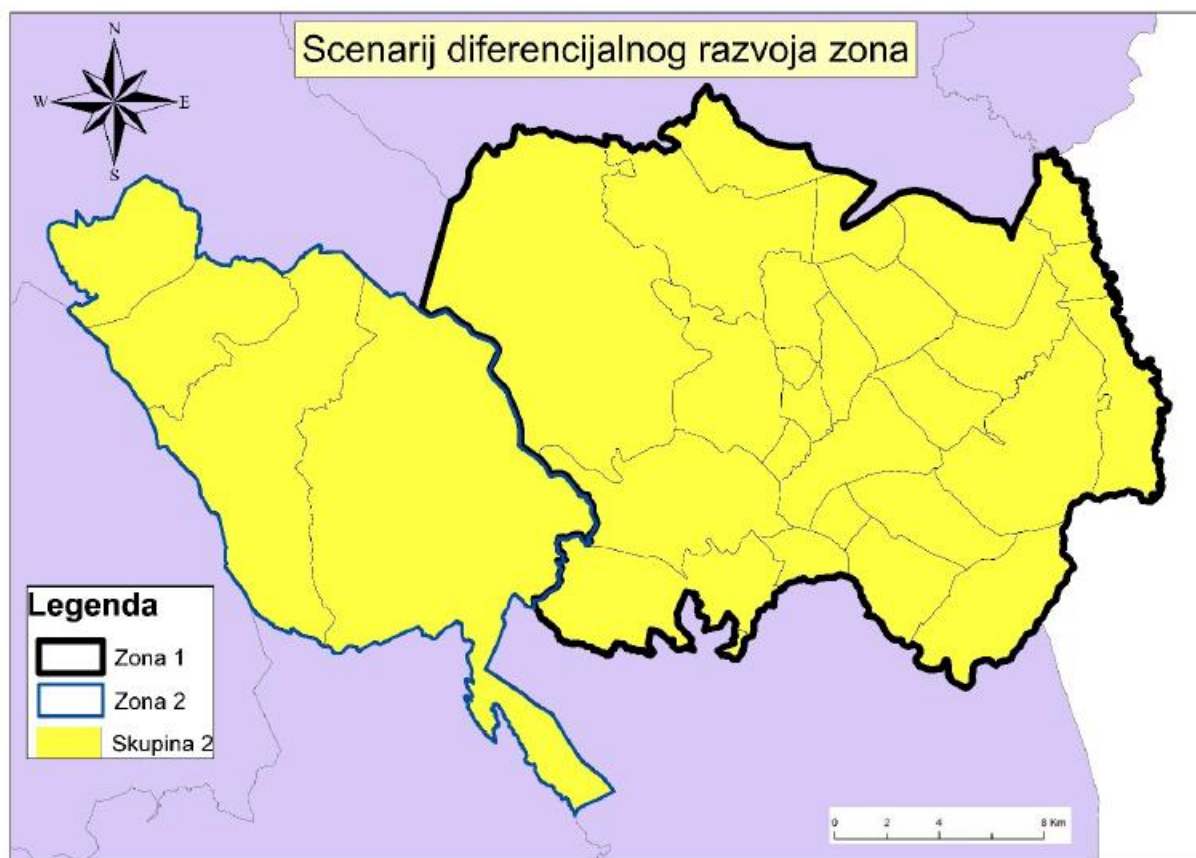 Scenarij diferencijalnog razvoja zona
N
W E
S
Legenda
Zona 1
Zona 2
Skupina 2
0 2 4 8 Km